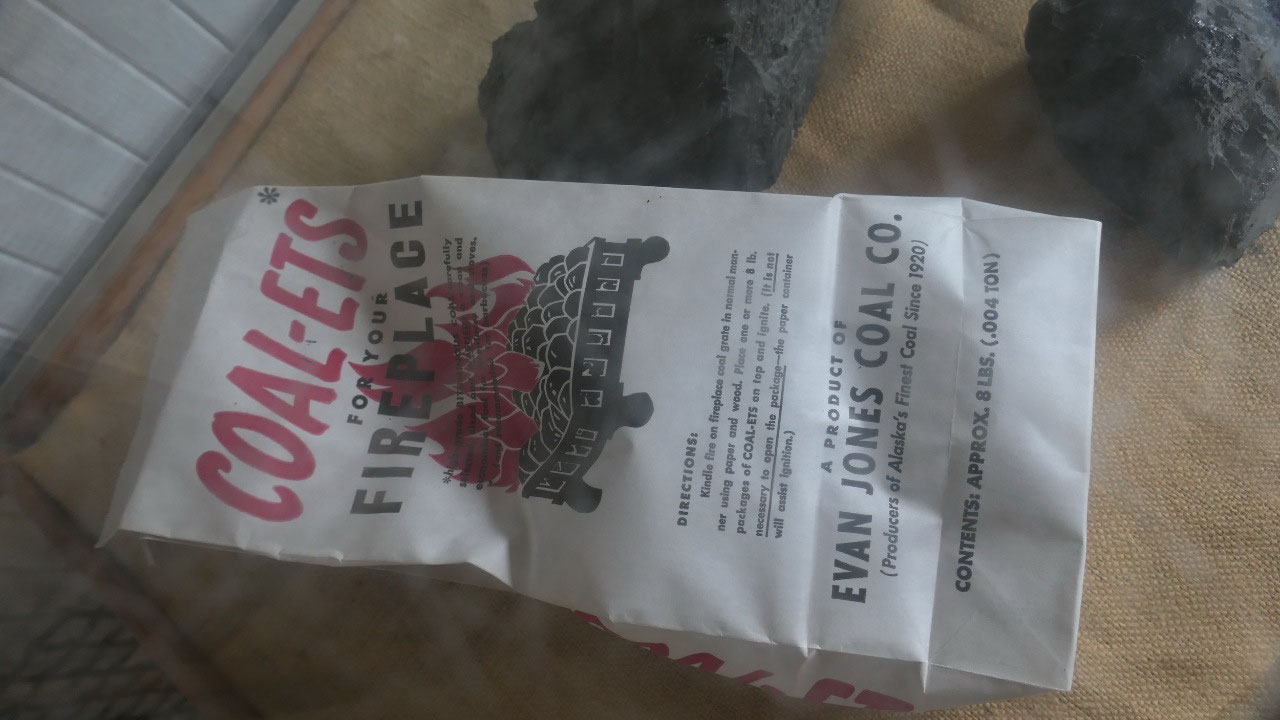 COAL-ETS*
FOR YOUR
FIREPLACE
DIRECTIONS:
Kindle fire on fireplace coal grate in normal man-
ner using paper and wood. Place one or more 8 lb.
packages of COAL-ETS on top and ignite. (It is not
necessary to open the package—the paper container
will assist ignition.)
A PRODUCT OF
EVAN JONES COAL CO.
(Producers of Alaska's Finest Coal Since 1920)
CONTENTS: APPROX. 8 LBS. (.004 TON)